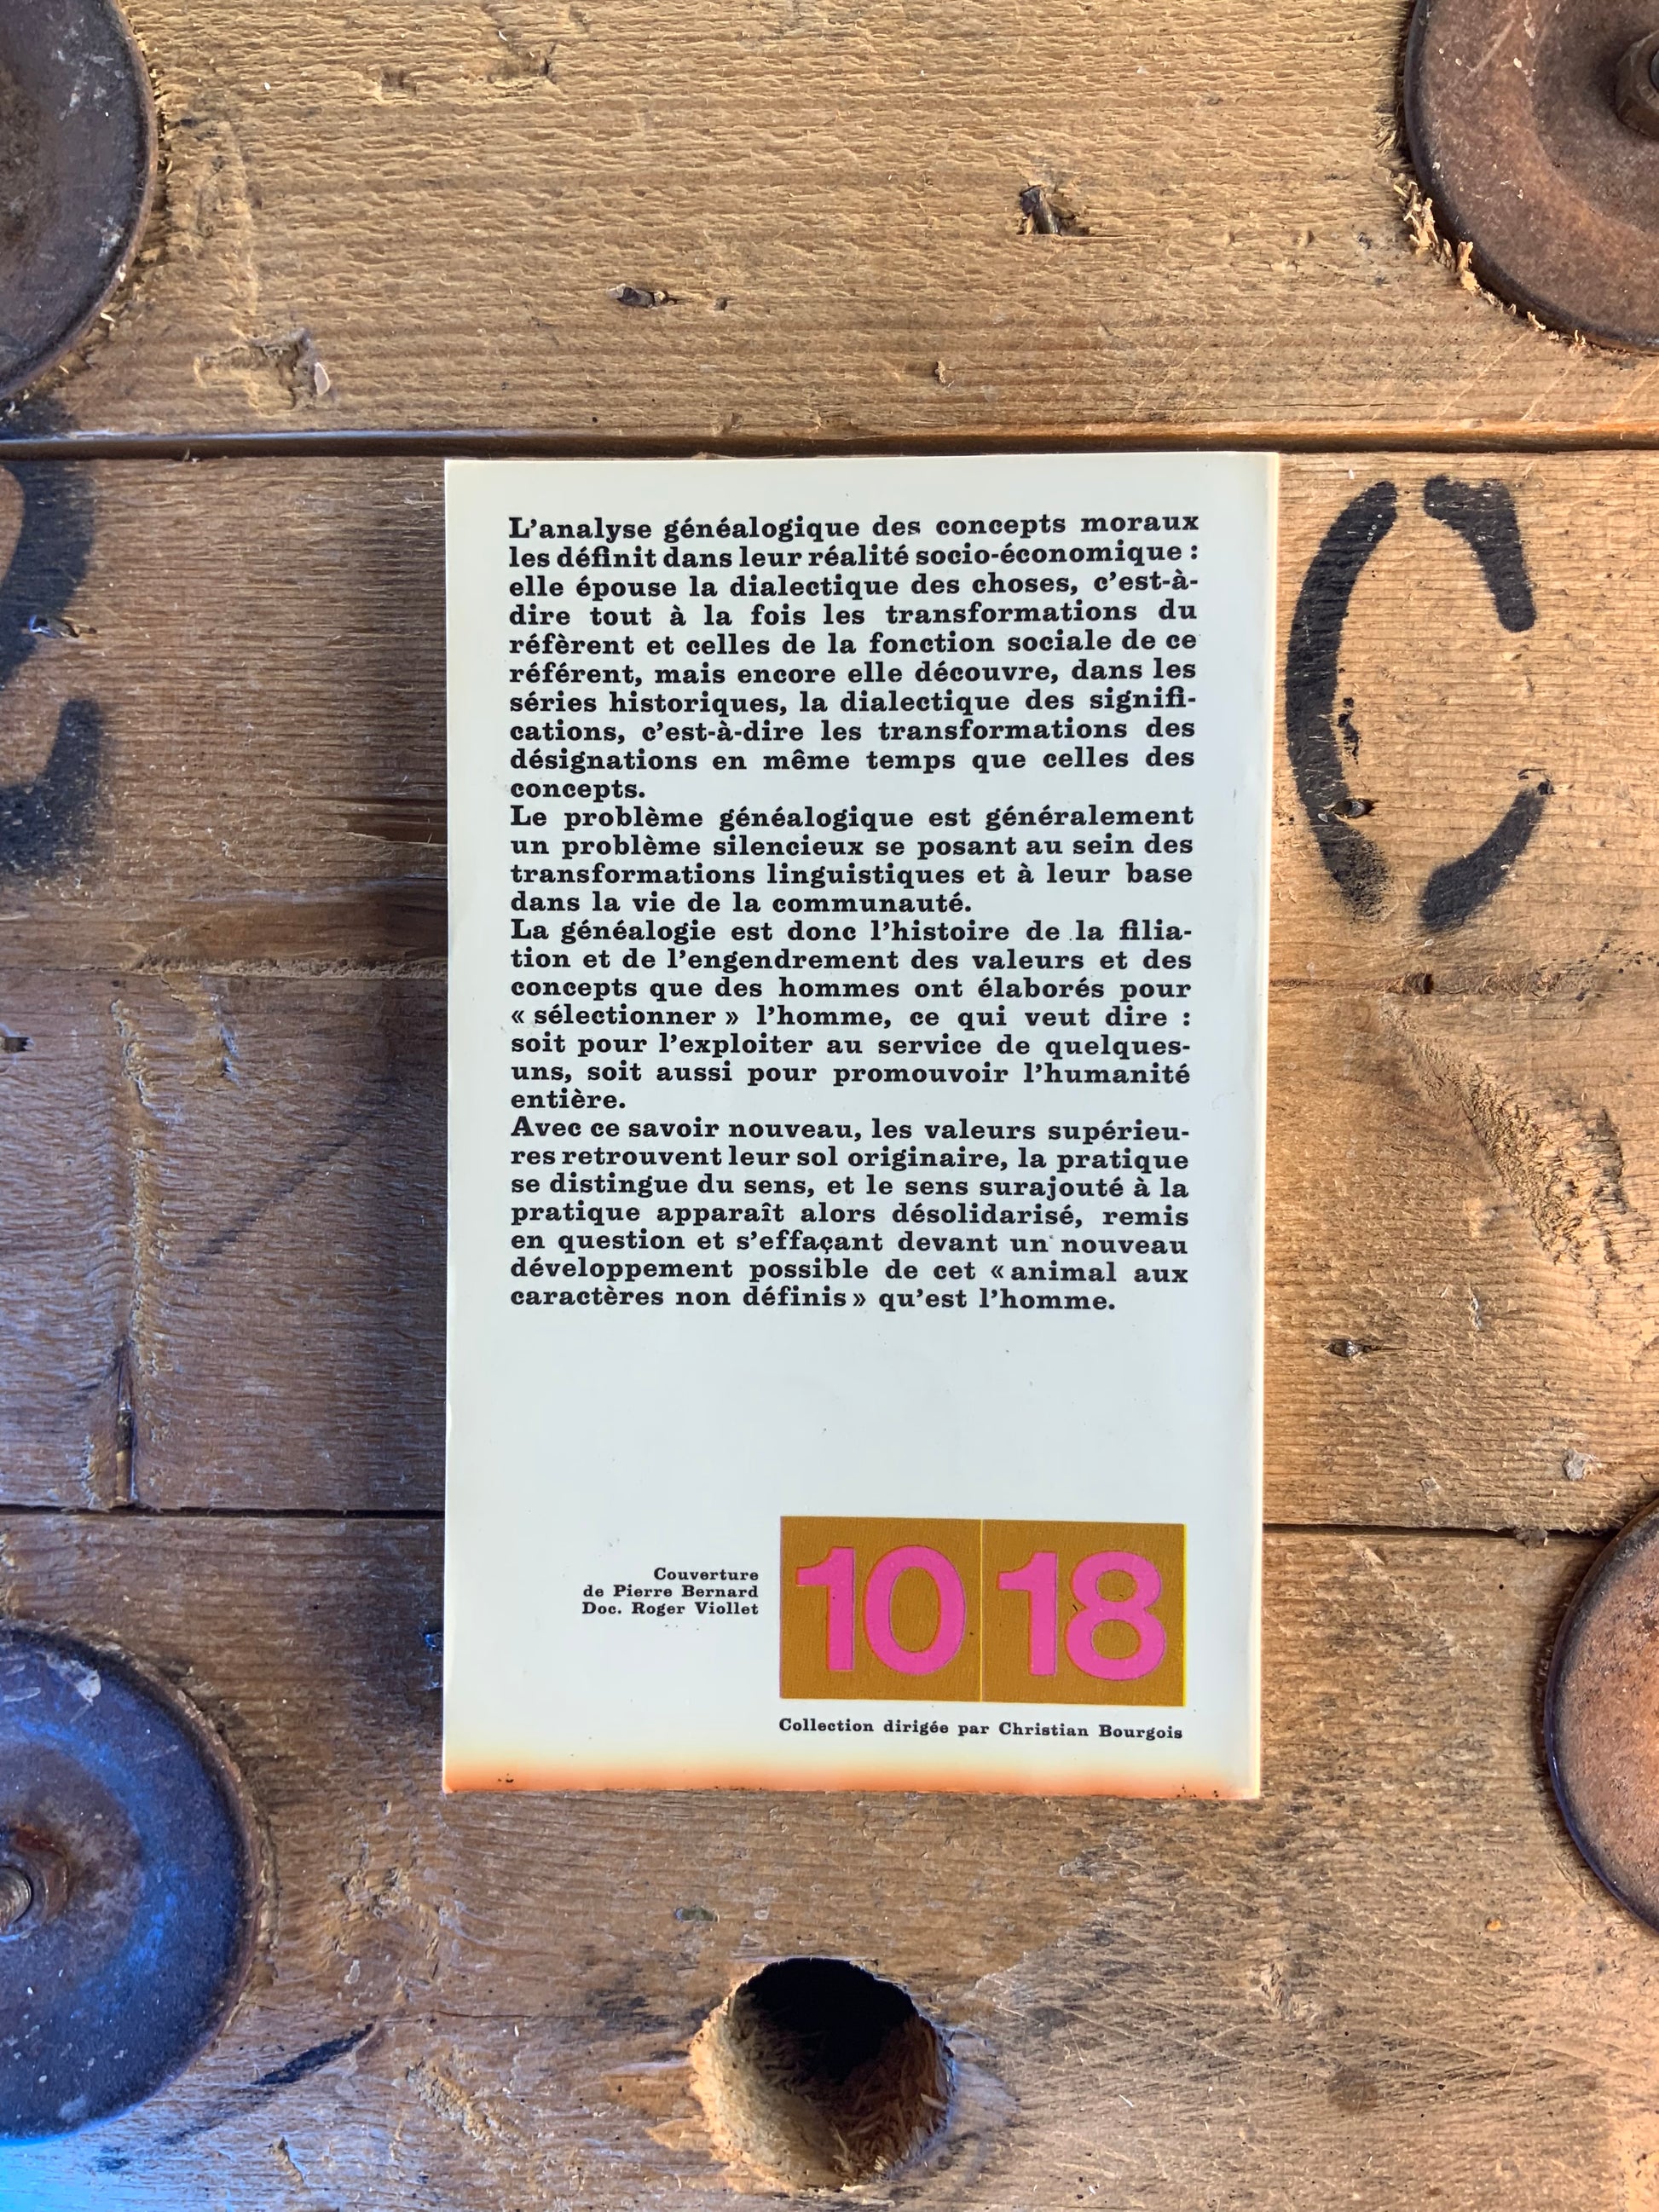 L'analyse généalogique des concepts moraux
les définit dans leur réalité socio-économique :
elle épouse la dialectique des choses, c'est-à-
dire tout à la fois les transformations du
réfèrent et celles de la fonction sociale de ce
référent, mais encore elle découvre, dans les
séries historiques, la dialectique des signifi-
cations, c'est-à-dire les transformations des
désignations en même temps que celles des
concepts.
Le problème généalogique est généralement
un problème silencieux se posant au sein des
transformations linguistiques et à leur base
dans la vie de la communauté.
La généalogie est donc l'histoire de la filia-
tion et de l'engendrement des valeurs et des
concepts que des hommes ont élaborés pour
« sélectionner » l'homme, ce qui veut dire :
soit pour l'exploiter au service de quelques-
uns, soit aussi pour promouvoir l'humanité
entière.
Avec ce savoir nouveau, les valeurs supérieu-
res retrouvent leur sol originaire, la pratique
se distingue du sens, et le sens surajouté à la
pratique apparaît alors désolidarisé, remis
en question et s'effaçant devant un nouveau
développement possible de cet « animal aux
caractères non définis » qu'est l'homme.
Couverture
de Pierre Bernard
Doc. Roger Viollet
10 18
Collection dirigée par Christian Bourgois
C